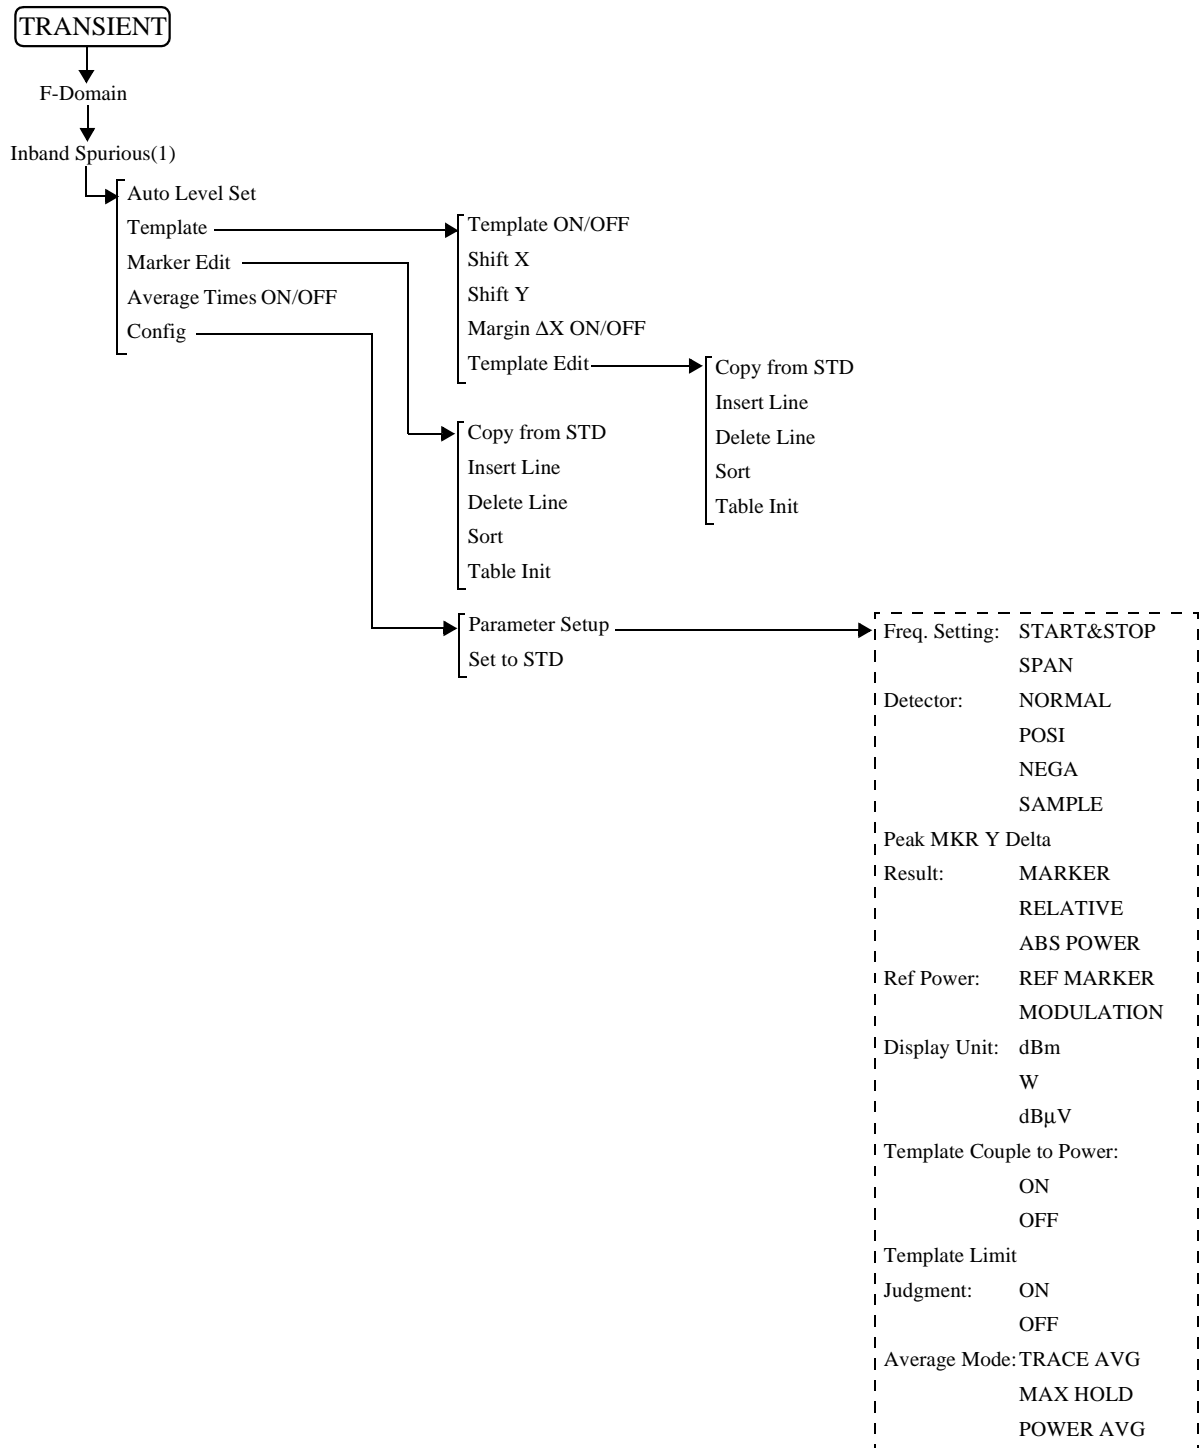 TRANSIENT
F-Domain
Inband Spurious(1)
Auto Level Set
Template
Marker Edit
Average Times ON/OFF
Config
Template ON/OFF
Shift X
Shift Y
Margin ΔX ON/OFF
Template Edit
Copy from STD
Insert Line
Delete Line
Sort
Table Init
Copy from STD
Insert Line
Delete Line
Sort
Table Init
Parameter Setup
Set to STD
Freq. Setting: START&STOP
SPAN
Detector: NORMAL
POSI
NEGA
SAMPLE
Peak MKR Y Delta
Result: MARKER
RELATIVE
ABS POWER
Ref Power: REF MARKER
MODULATION
Display Unit: dBm
W
dBμV
Template Couple to Power:
ON
OFF
Template Limit
Judgment: ON
OFF
Average Mode: TRACE AVG
MAX HOLD
POWER AVG